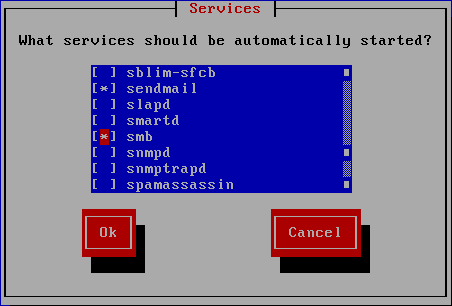 Services
What services should be automatically started?
[ ] sblim-sfcb
[*] sendmail
[ ] slapd
[ ] smartd
[*] smb
[ ] snmpd
[ ] snmptrapd
[ ] spamassassin
Ok Cancel